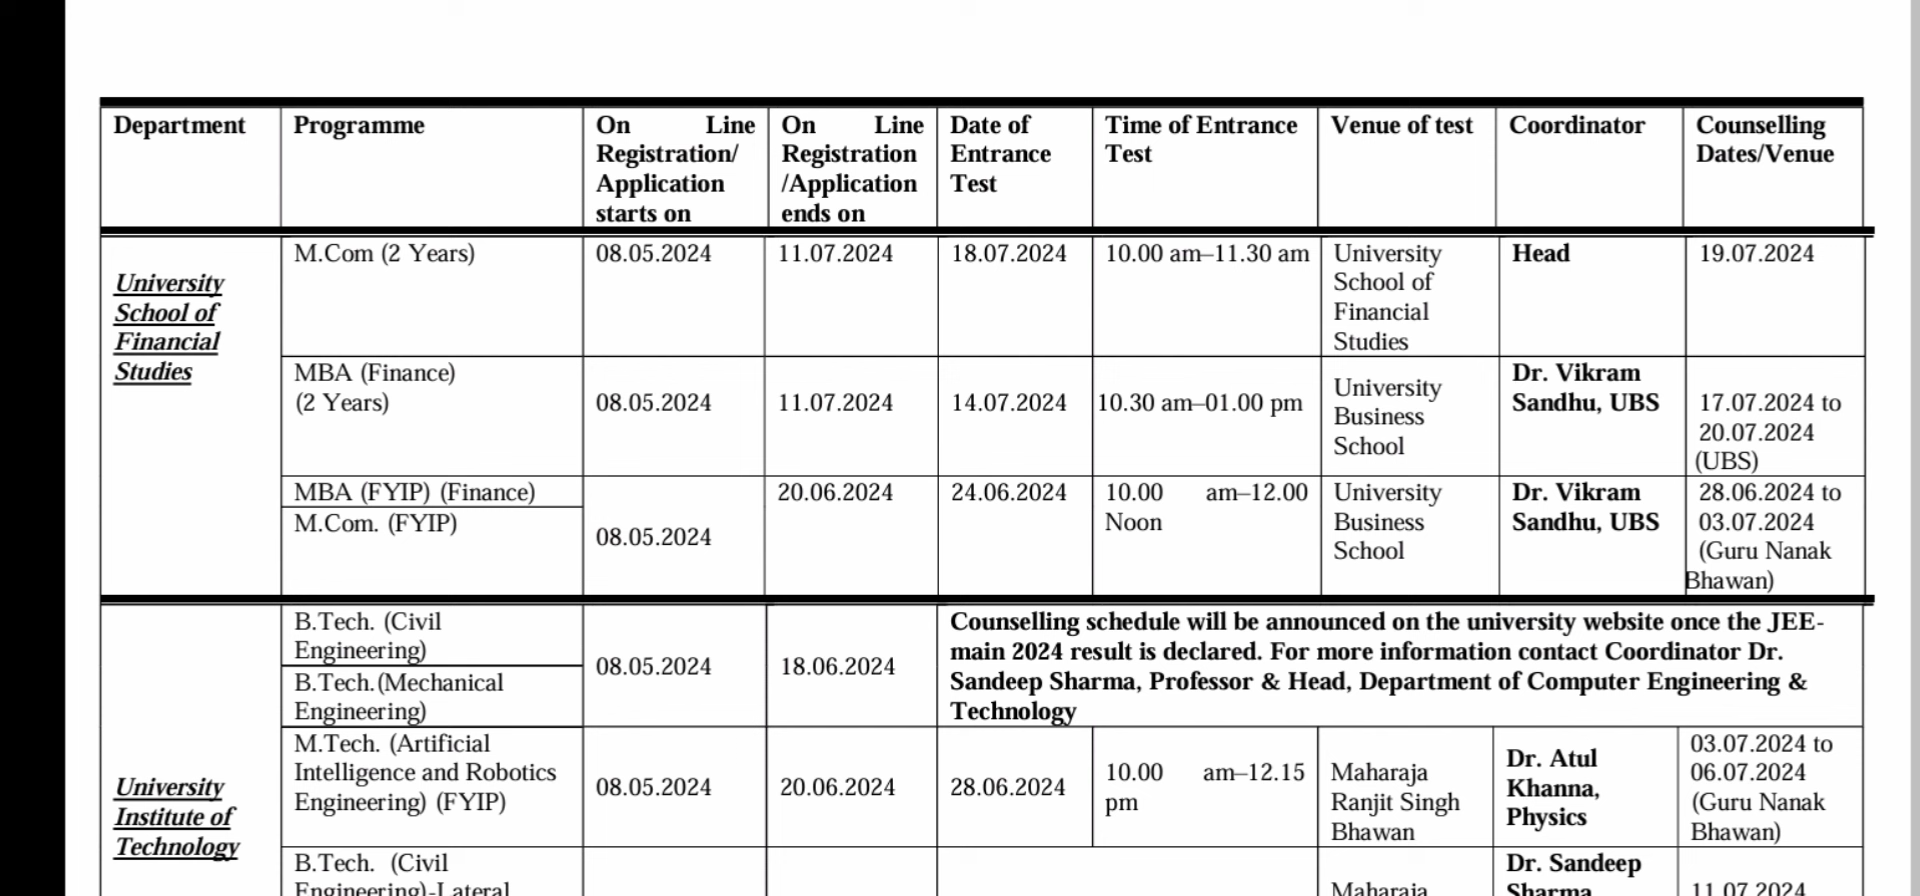 Department
Programme
On Line
Registration/
Application
starts on
On Line
Registration
/Application
ends on
Date of
Entrance
Test
Time of Entrance
Test
Venue of test
Coordinator
Counselling
Dates/Venue
University
School of
Financial
Studies
M.Com (2 Years)
08.05.2024
11.07.2024
18.07.2024
10.00 am–11.30 am
University
School of
Financial
Studies
Head
19.07.2024
MBA (Finance)
(2 Years)
08.05.2024
11.07.2024
14.07.2024
10.30 am–01.00 pm
University
Business
School
Dr. Vikram
Sandhu, UBS
17.07.2024 to
20.07.2024
(UBS)
MBA (FYIP) (Finance)
M.Com. (FYIP)
08.05.2024
20.06.2024
24.06.2024
10.00 am–12.00
Noon
University
Business
School
Dr. Vikram
Sandhu, UBS
28.06.2024 to
03.07.2024
(Guru Nanak
Bhawan)
University
Institute of
Technology
B.Tech. (Civil
Engineering)
B.Tech.(Mechanical
Engineering)
08.05.2024
18.06.2024
Counselling schedule will be announced on the university website once the JEE-
main 2024 result is declared. For more information contact Coordinator Dr.
Sandeep Sharma, Professor & Head, Department of Computer Engineering &
Technology
M.Tech. (Artificial
Intelligence and Robotics
Engineering) (FYIP)
08.05.2024
20.06.2024
28.06.2024
10.00 am–12.15
pm
Maharaja
Ranjit Singh
Bhawan
Dr. Atul
Khanna,
Physics
03.07.2024 to
06.07.2024
(Guru Nanak
Bhawan)
B.Tech. (Civil
Engineering)-Lateral
Maharaja
Dr. Sandeep
Sharma
11.07.2024